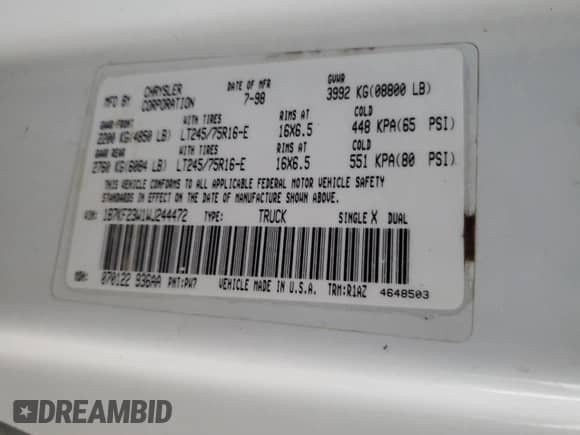 MFD BY CHRYSLER CORPORATION DATE OF MFR 7-98 GVWR 3992 KG(08800 LB)
GAWR-FRONT WITH TIRES RIMS AT COLD
2200 KG(4850 LB) LT245/75R16-E 16X6.5 448 KPA(65 PSI)
GAWR REAR WITH TIRES RIMS AT COLD
2760 KG(6084 LB) LT245/75R16-E 16X6.5 551 KPA(80 PSI)
THIS VEHICLE CONFORMS TO ALL APPLICABLE FEDERAL MOTOR VEHICLE SAFETY
STANDARDS IN EFFECT ON THE DATE OF MANUFACTURE SHOWN ABOVE.
VIN: 1B7KF23W1WJ244472 TYPE: TRUCK SINGLE X DUAL
MDH: 070122 936AA PNT:PW7 VEHICLE MADE IN U.S.A. TRM:R1AZ 4648503
DREAMBID